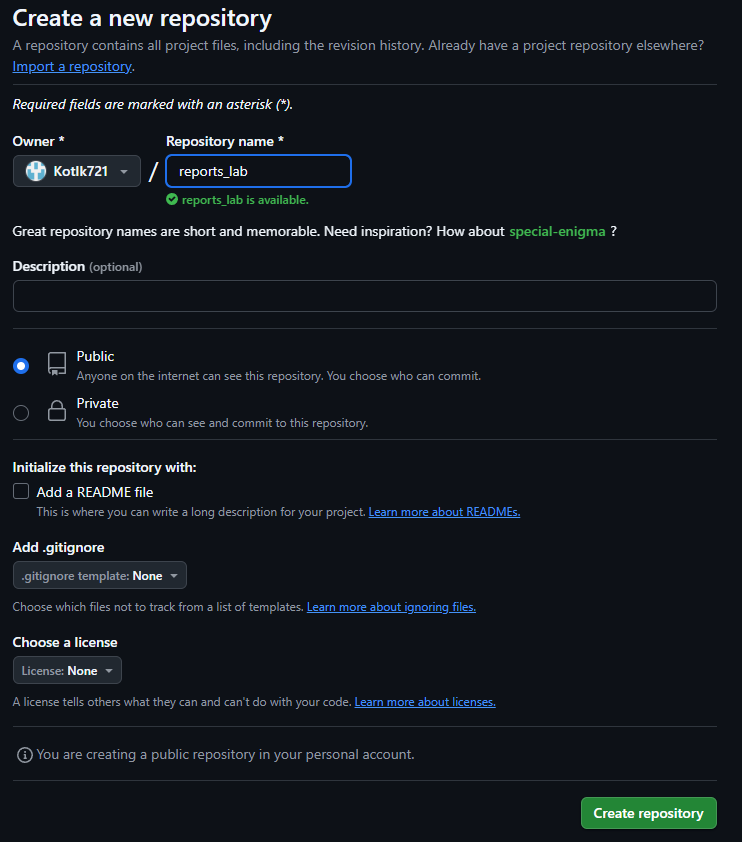 Create a new repository
A repository contains all project files, including the revision history. Already have a project repository elsewhere?
Import a repository.
Required fields are marked with an asterisk (*).
Owner *
Repository name *
Kotlk721
/
reports_lab
reports_lab is available.
Great repository names are short and memorable. Need inspiration? How about special-enigma ?
Description (optional)
Public
Anyone on the internet can see this repository. You choose who can commit.
Private
You choose who can see and commit to this repository.
Initialize this repository with:
Add a README file
This is where you can write a long description for your project. Learn more about READMEs.
Add .gitignore
.gitignore template: None
Choose which files not to track from a list of templates. Learn more about ignoring files.
Choose a license
License: None
A license tells others what they can and can't do with your code. Learn more about licenses.
You are creating a public repository in your personal account.
Create repository